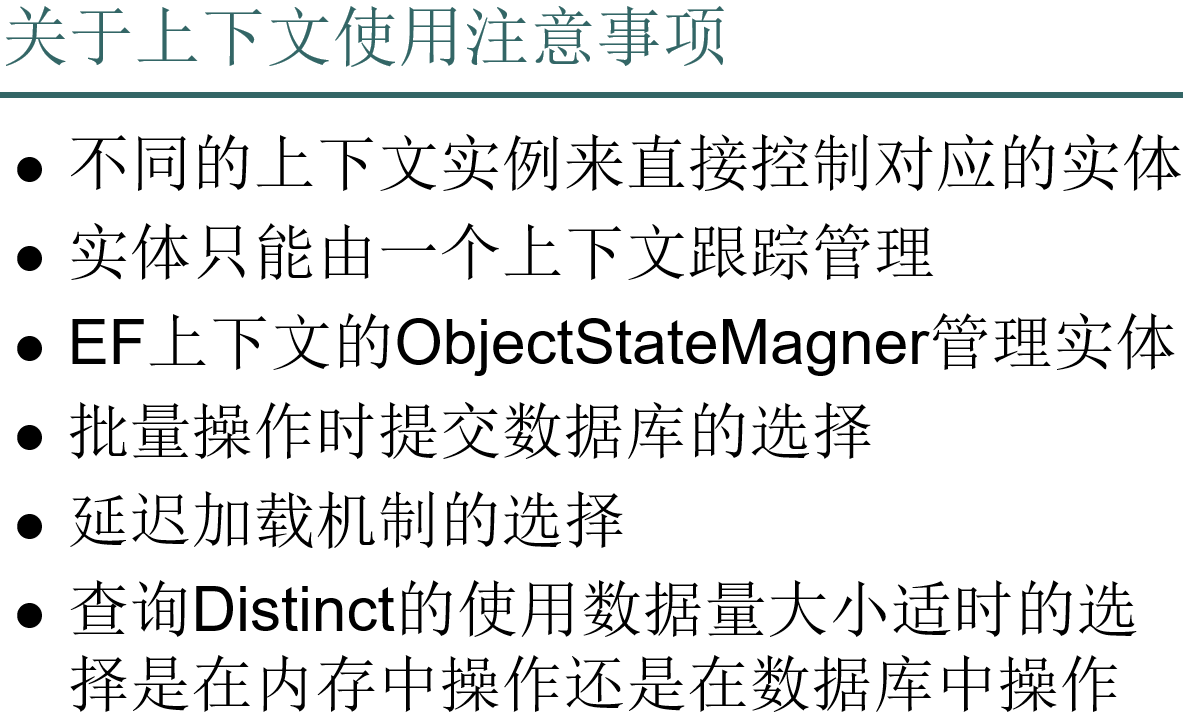 关于上下文使用注意事项
● 不同的上下文实例来直接控制对应的实体
● 实体只能由一个上下文跟踪管理
● EF上下文的ObjectStateMagner管理实体
● 批量操作时提交数据库的选择
● 延迟加载机制的选择
● 查询Distinct的使用数据量大小适时的选
择是在内存中操作还是在数据库中操作